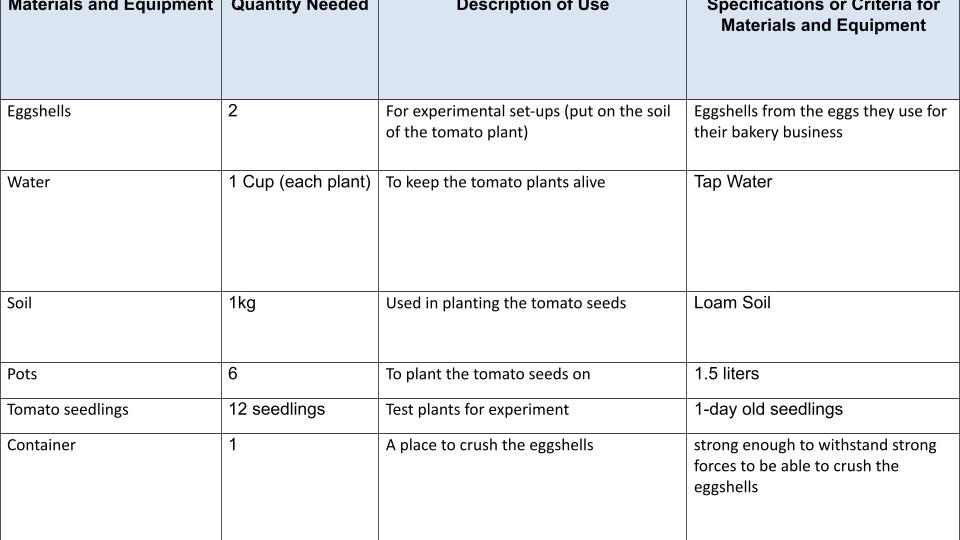 Materials and Equipment
Quantity Needed
Description of Use
Specifications or Criteria for
Materials and Equipment
Eggshells
2
For experimental set-ups (put on the soil
of the tomato plant)
Eggshells from the eggs they use for
their bakery business
Water
1 Cup (each plant)
To keep the tomato plants alive
Tap Water
Soil
1kg
Used in planting the tomato seeds
Loam Soil
Pots
6
To plant the tomato seeds on
1.5 liters
Tomato seedlings
12 seedlings
Test plants for experiment
1-day old seedlings
Container
1
A place to crush the eggshells
strong enough to withstand strong
forces to be able to crush the
eggshells